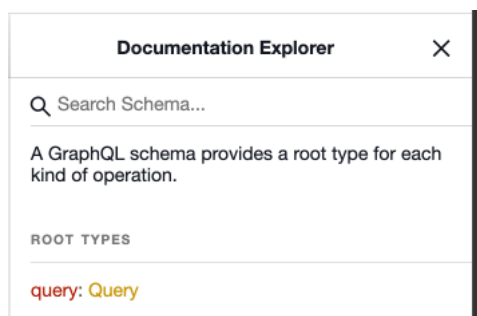 Documentation Explorer
Search Schema...
A GraphQL schema provides a root type for each
kind of operation.
ROOT TYPES
query: Query